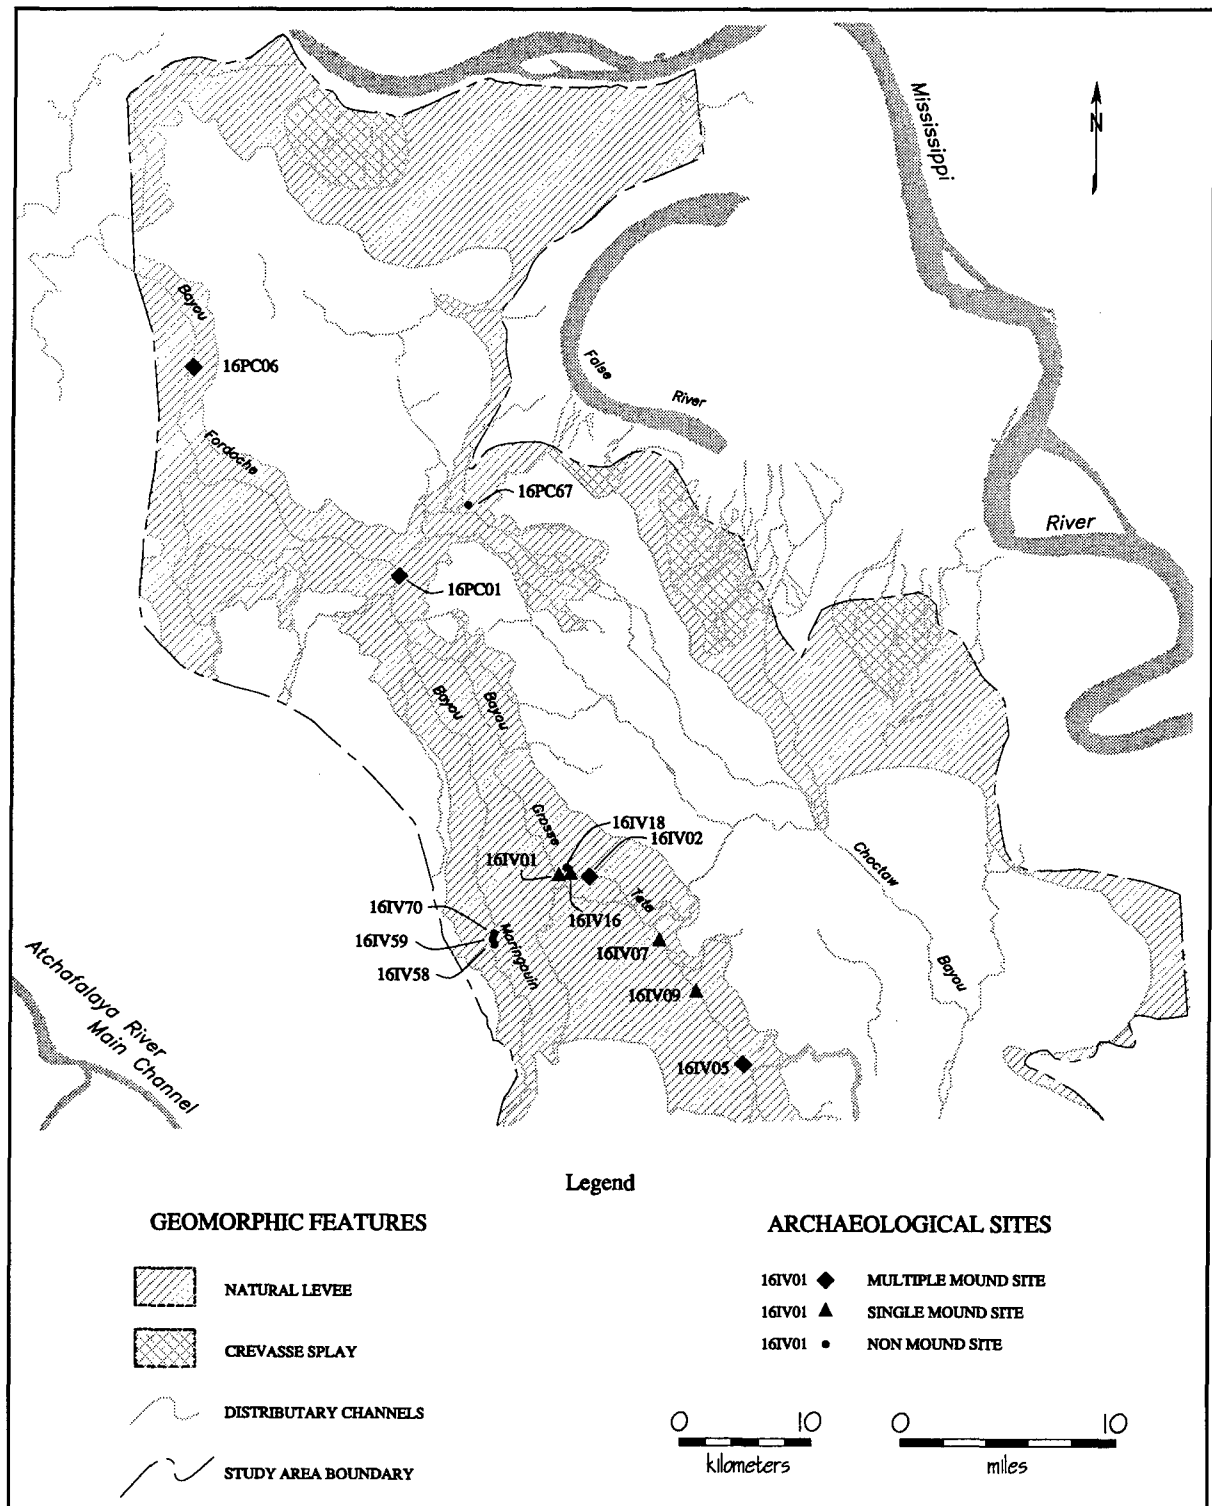 Mississippi
N
Bayou
16PC06
False
River
Fordoche
16PC67
River
16PC01
Bayou
Bayou
Grosse
16IV18
16IV02
16IV01
Choctaw
Tete
16IV16
16IV70
16IV59
16IV58
Maringouin
16IV07
16IV09
Bayou
Atchafalaya River
Main Channel
16IV05
Legend
GEOMORPHIC FEATURES
NATURAL LEVEE
CREVASSE SPLAY
DISTRIBUTARY CHANNELS
STUDY AREA BOUNDARY
ARCHAEOLOGICAL SITES
16IV01 MULTIPLE MOUND SITE
16IV01 SINGLE MOUND SITE
16IV01 NON MOUND SITE
0 10
kilometers
0 10
miles